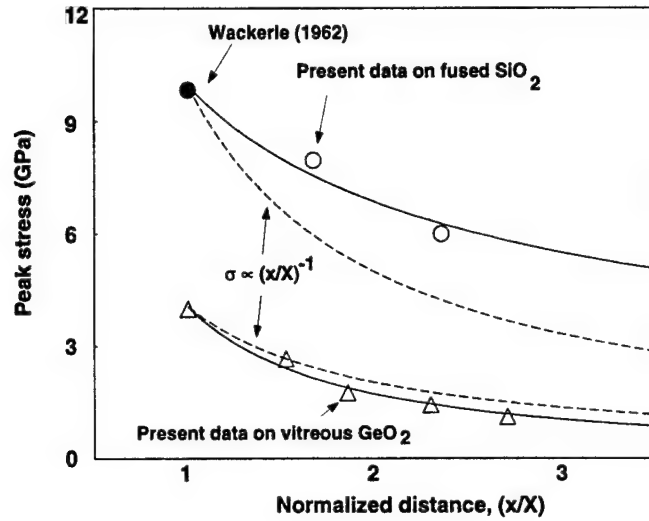 12
Wackerle (1962)
Present data on fused SiO₂
9
Peak stress (GPa)
6
σ ∝ (x/X)⁻¹
3
Present data on vitreous GeO₂
0
1
2
3
Normalized distance, (x/X)